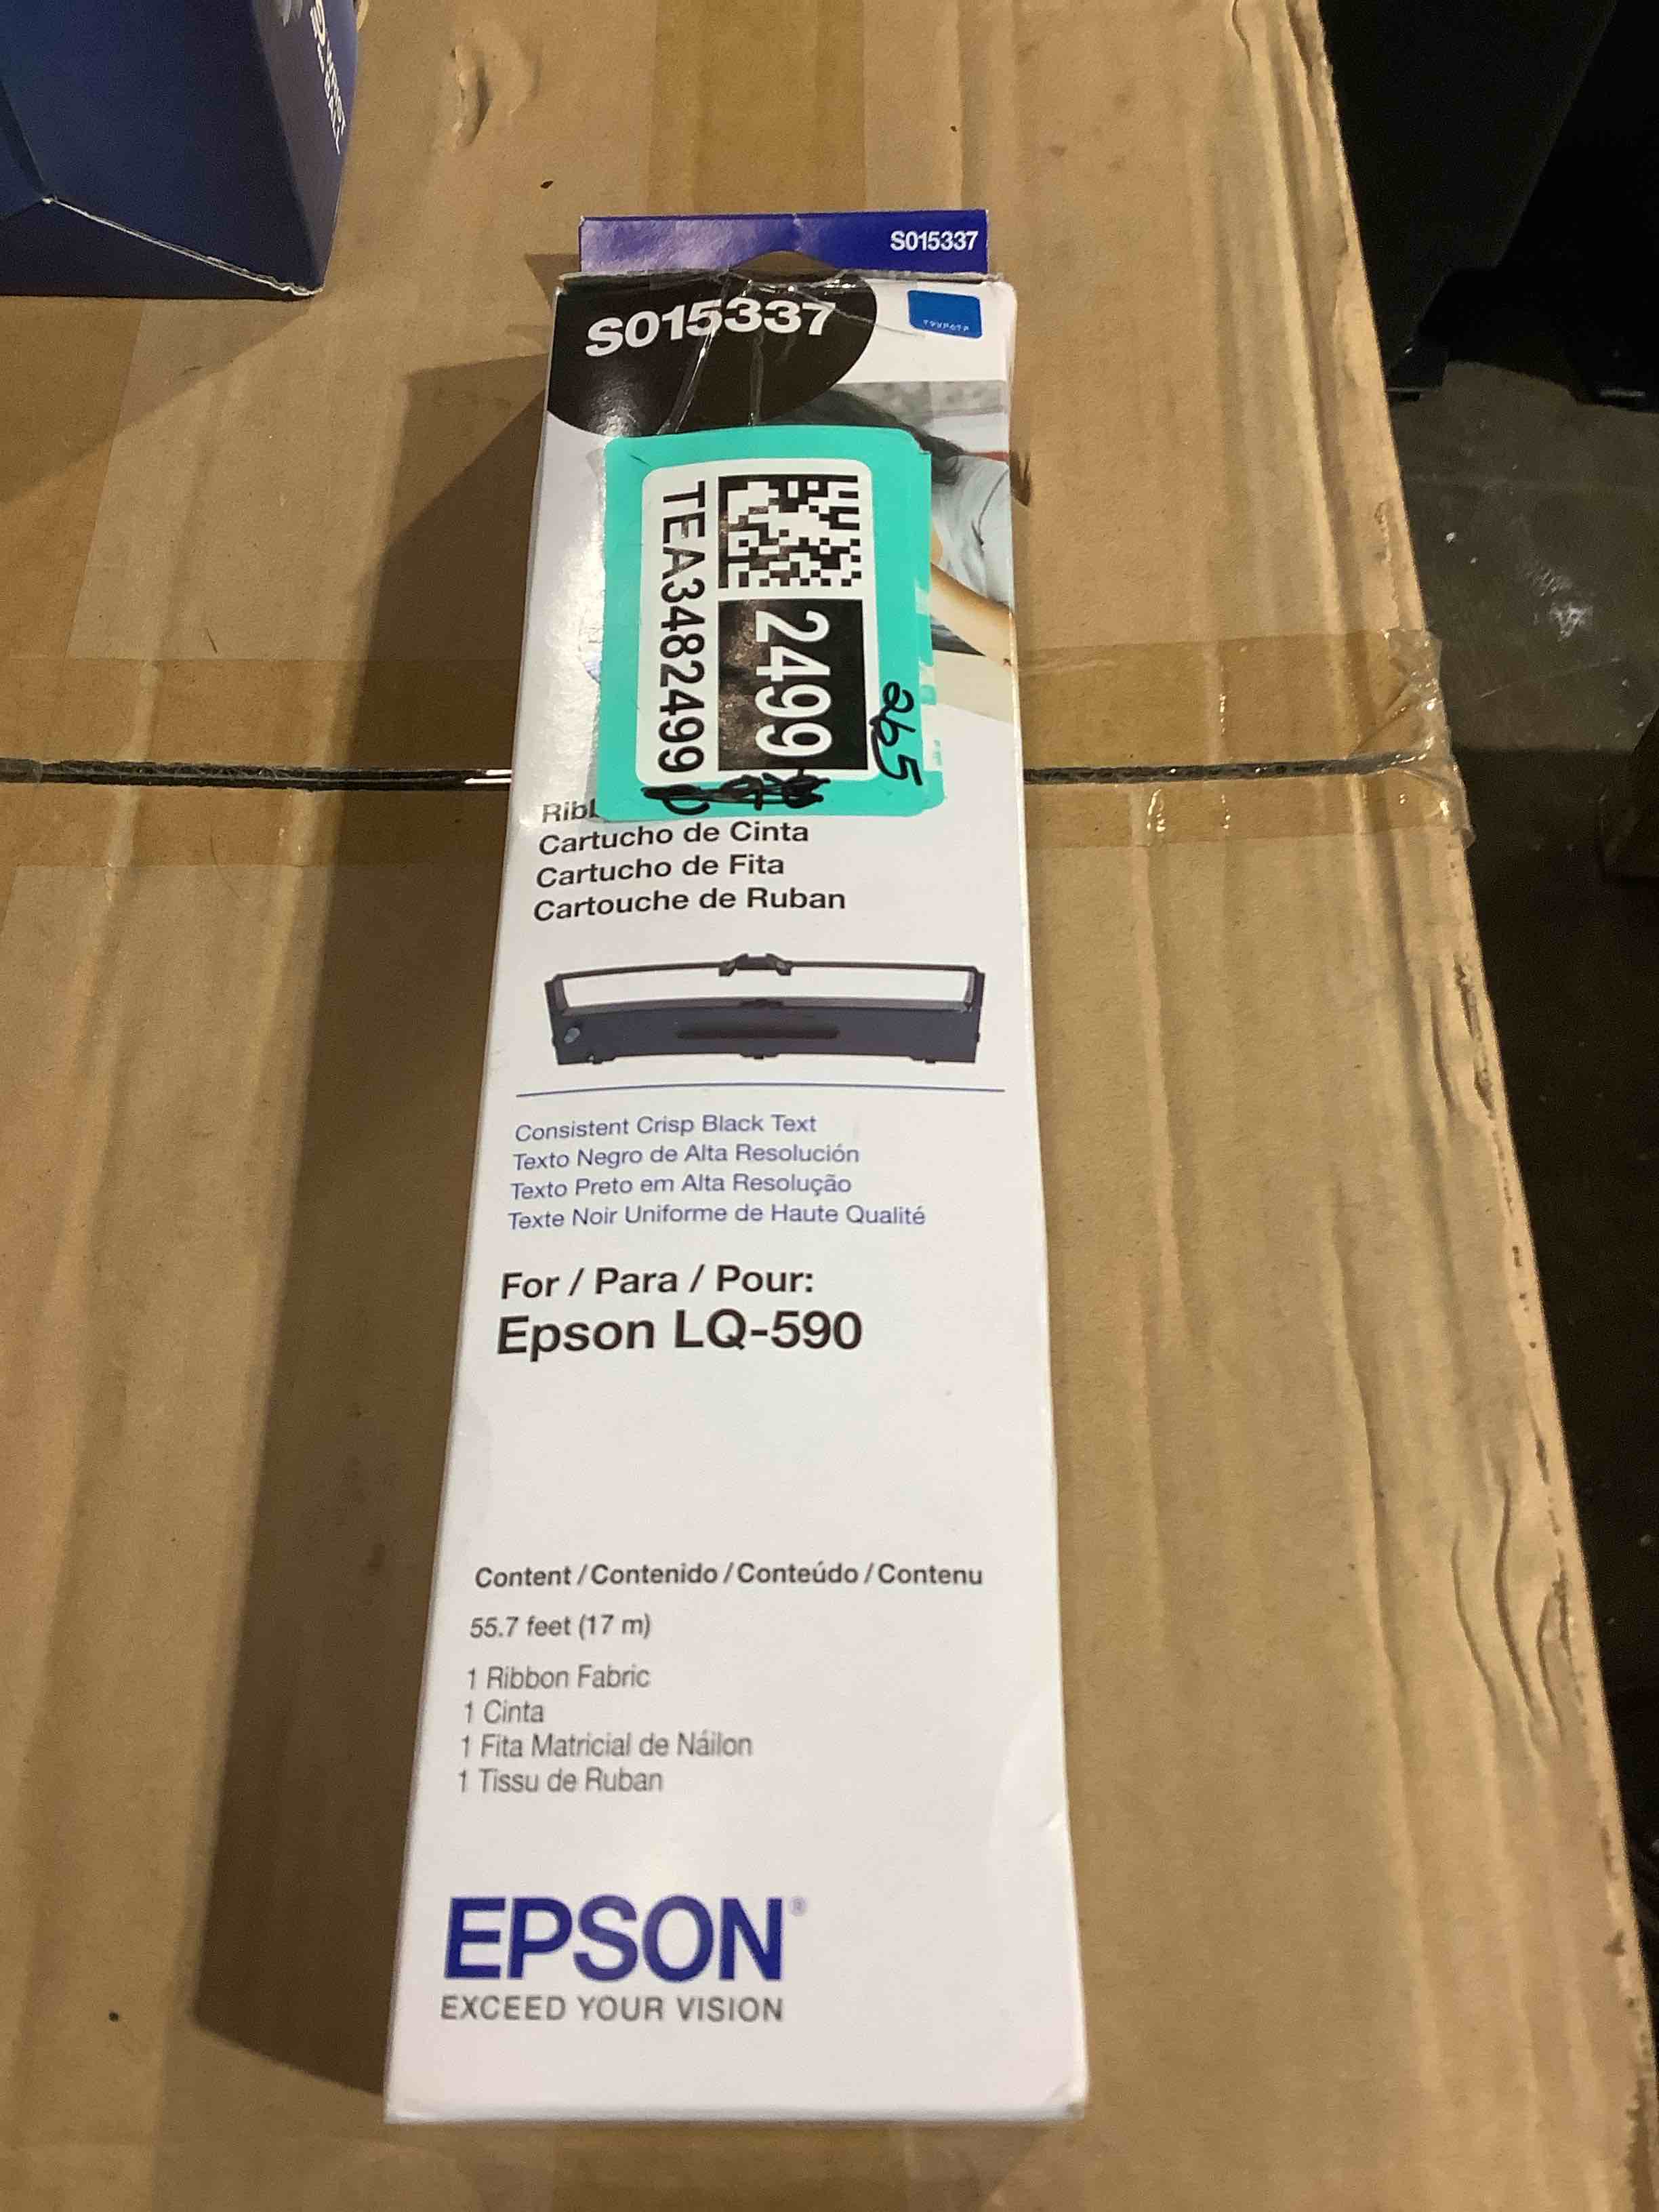 S015337
S015337
TEA3482499
2499
265
Cartucho de Cinta
Cartucho de Fita
Cartouche de Ruban
Consistent Crisp Black Text
Texto Negro de Alta Resolución
Texto Preto em Alta Resolução
Texte Noir Uniforme de Haute Qualité
For / Para / Pour:
Epson LQ-590
Content / Contenido / Conteúdo / Contenu
55.7 feet (17 m)
1 Ribbon Fabric
1 Cinta
1 Fita Matricial de Náilon
1 Tissu de Ruban
EPSON®
EXCEED YOUR VISION